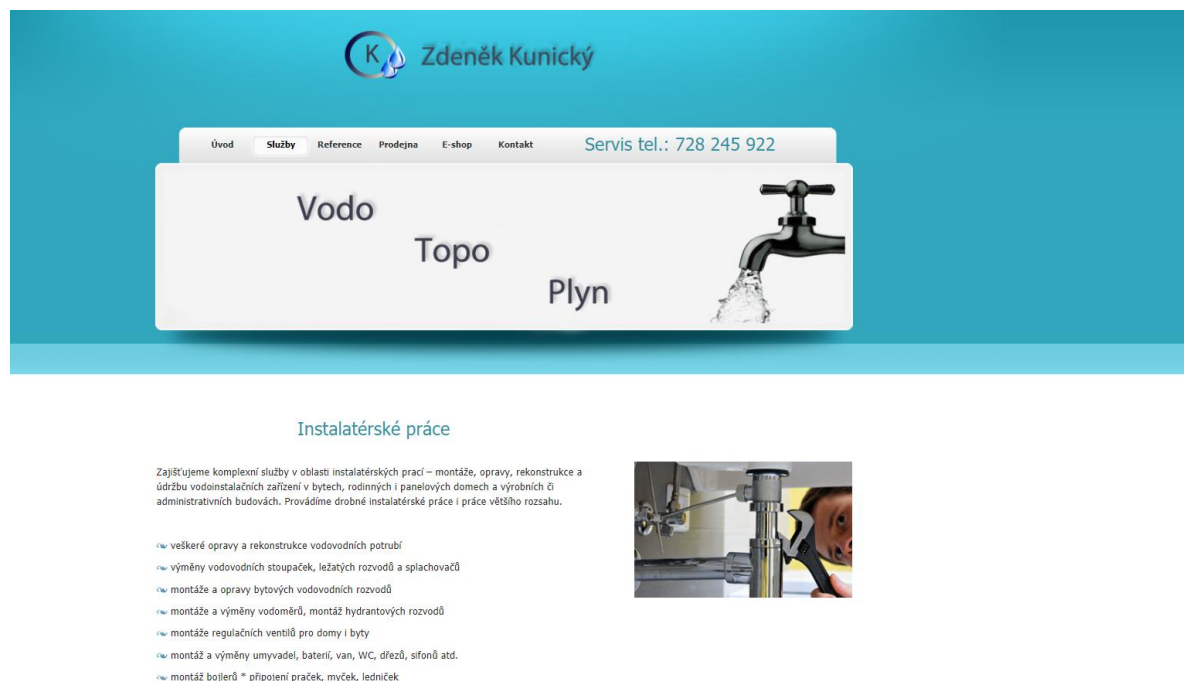 K Zdeněk Kunický
Úvod Služby Reference Prodejna E-shop Kontakt Servis tel.: 728 245 922
Vodo
Topo
Plyn
Instalatérské práce
Zajišťujeme komplexní služby v oblasti instalatérských prací – montáže, opravy, rekonstrukce a
údržbu vodoinstalačních zařízení v bytech, rodinných i panelových domech a výrobních či
administrativních budovách. Provádíme drobné instalatérské práce i práce většího rozsahu.
veškeré opravy a rekonstrukce vodovodních potrubí
výměny vodovodních stoupaček, ležatých rozvodů a splachovačů
montáže a opravy bytových vodovodních rozvodů
montáže a výměny vodoměrů, montáž hydrantových rozvodů
montáže regulačních ventilů pro domy i byty
montáž a výměny umyvadel, baterií, van, WC, dřezů, sifonů atd.
montáž bojlerů * připojení praček, myček, ledniček